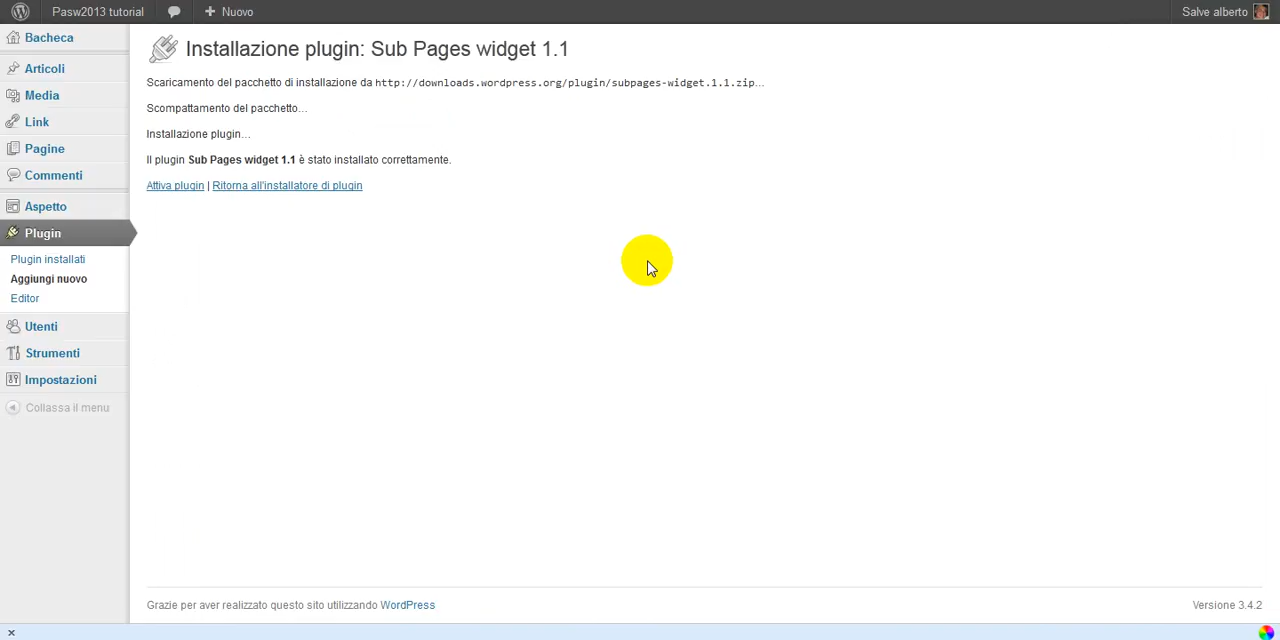 Pasw2013 tutorial
Nuovo
Salve alberto
Bacheca
Articoli
Media
Link
Pagine
Commenti
Aspetto
Plugin
Plugin installati
Aggiungi nuovo
Editor
Utenti
Strumenti
Impostazioni
Collassa il menu
Installazione plugin: Sub Pages widget 1.1
Scaricamento del pacchetto di installazione da http://downloads.wordpress.org/plugin/subpages-widget.1.1.zip…
Scompattamento del pacchetto…
Installazione plugin…
Il plugin Sub Pages widget 1.1 è stato installato correttamente.
Attiva plugin | Ritorna all'installatore di plugin
Grazie per aver realizzato questo sito utilizzando WordPress
Versione 3.4.2